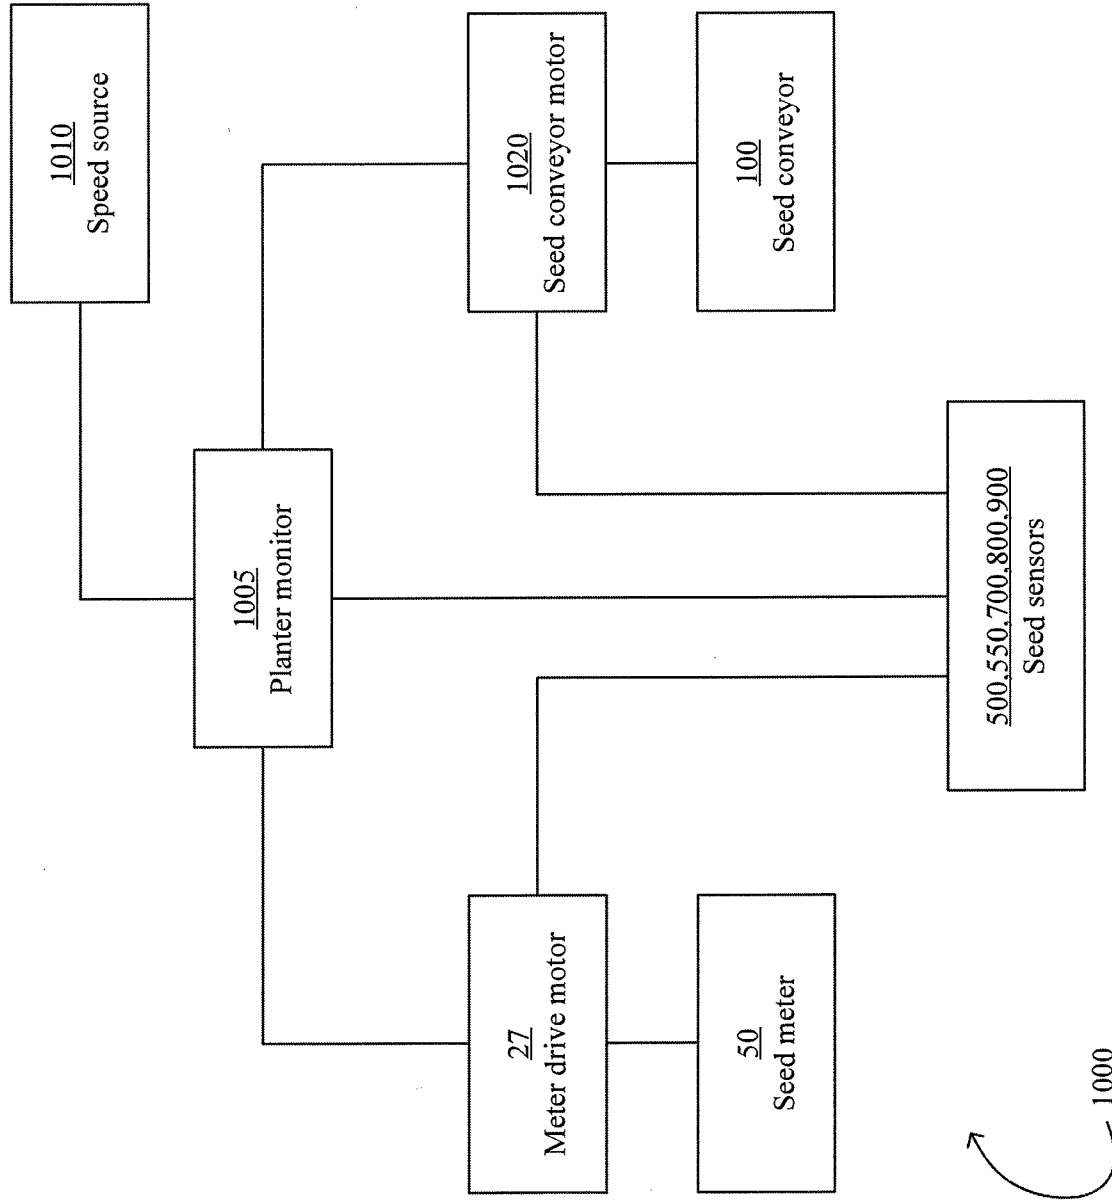 1010
Speed source
1005
Planter monitor
27
Meter drive motor
1020
Seed conveyor motor
50
Seed meter
100
Seed conveyor
500,550,700,800,900
Seed sensors
1000